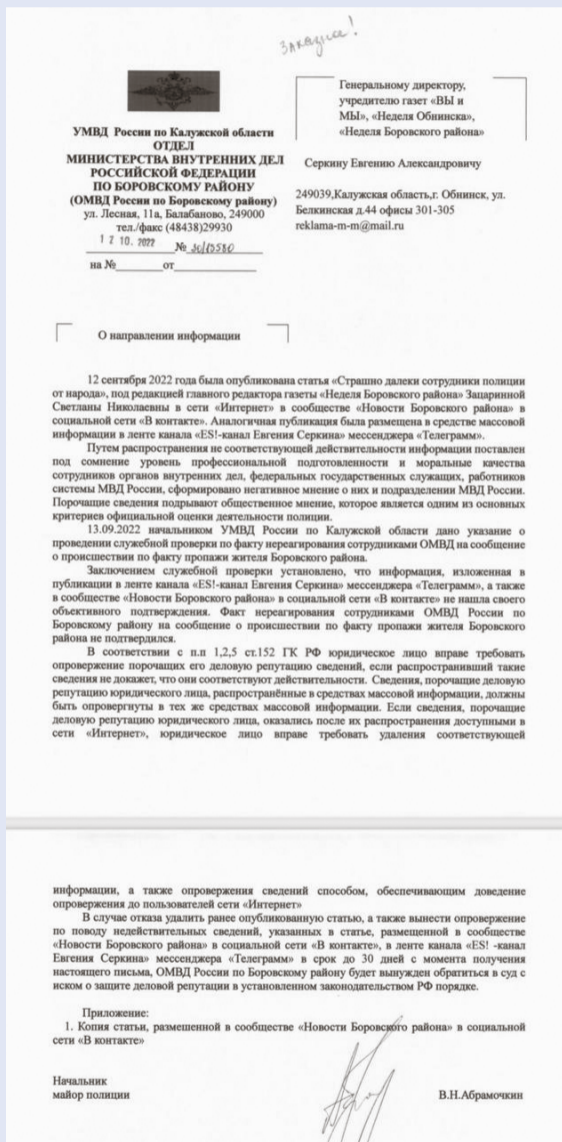 Заказна!
УМВД России по Калужской области
ОТДЕЛ
МИНИСТЕРСТВА ВНУТРЕННИХ ДЕЛ
РОССИЙСКОЙ ФЕДЕРАЦИИ
ПО БОРОВСКОМУ РАЙОНУ
(ОМВД России по Боровскому району)
ул. Лесная, 11а, Балабаново, 249000
тел./факс (48438)29930
12 10. 2022 № 30/13580
на №________от________
Генеральному директору,
учредителю газет «ВЫ и
МЫ», «Неделя Обнинска»,
«Неделя Боровского района»
Серкину Евгению Александровичу
249039,Калужская область,г. Обнинск, ул.
Белкинская д.44 офисы 301-305
reklama-m-m@mail.ru
О направлении информации
12 сентября 2022 года была опубликована статья «Страшно далеки сотрудники полиции
от народа», под редакцией главного редактора газеты «Неделя Боровского района» Зацаринной
Светланы Николаевны в сети «Интернет» в сообществе «Новости Боровского района» в
социальной сети «В контакте». Аналогичная публикация была размещена в средстве массовой
информации в ленте канала «ES!-канал Евгения Серкина» мессенджера «Телеграмм».
Путем распространения не соответствующей действительности информации поставлен
под сомнение уровень профессиональной подготовленности и моральные качества
сотрудников органов внутренних дел, федеральных государственных служащих, работников
системы МВД России, сформировано негативное мнение о них и подразделении МВД России.
Порочащие сведения подрывают общественное мнение, которое является одним из основных
критериев официальной оценки деятельности полиции.
13.09.2022 начальником УМВД России по Калужской области дано указание о
проведении служебной проверки по факту нереагирования сотрудниками ОМВД на сообщение
о происшествии по факту пропажи жителя Боровского района.
Заключением служебной проверки установлено, что информация, изложенная в
публикации в ленте канала «ES!-канал Евгения Серкина» мессенджера «Телеграмм», а также
в сообществе «Новости Боровского района» в социальной сети «В контакте» не нашла своего
объективного подтверждения. Факт нереагирования сотрудниками ОМВД России по
Боровскому району на сообщение о происшествии по факту пропажи жителя Боровского
района не подтвердился.
В соответствии с п.п 1,2,5 ст.152 ГК РФ юридическое лицо вправе требовать
опровержение порочащих его деловую репутацию сведений, если распространивший такие
сведения не докажет, что они соответствуют действительности. Сведения, порочащие деловую
репутацию юридического лица, распространённые в средствах массовой информации, должны
быть опровергнуты в тех же средствах массовой информации. Если сведения, порочащие
деловую репутацию юридического лица, оказались после их распространения доступными в
сети «Интернет», юридическое лицо вправе требовать удаления соответствующей
информации, а также опровержения сведений способом, обеспечивающим доведение
опровержения до пользователей сети «Интернет»
В случае отказа удалить ранее опубликованную статью, а также вынести опровержение
по поводу недействительных сведений, указанных в статье, размещенной в сообществе
«Новости Боровского района» в социальной сети «В контакте», в ленте канала «ES! -канал
Евгения Серкина» мессенджера «Телеграмм» в срок до 30 дней с момента получения
настоящего письма, ОМВД России по Боровскому району будет вынужден обратиться в суд с
иском о защите деловой репутации в установленном законодательством РФ порядке.
Приложение:
1. Копия статьи, размешенной в сообществе «Новости Боровского района» в социальной
сети «В контакте»
Начальник
майор полиции
В.Н.Абрамочкин